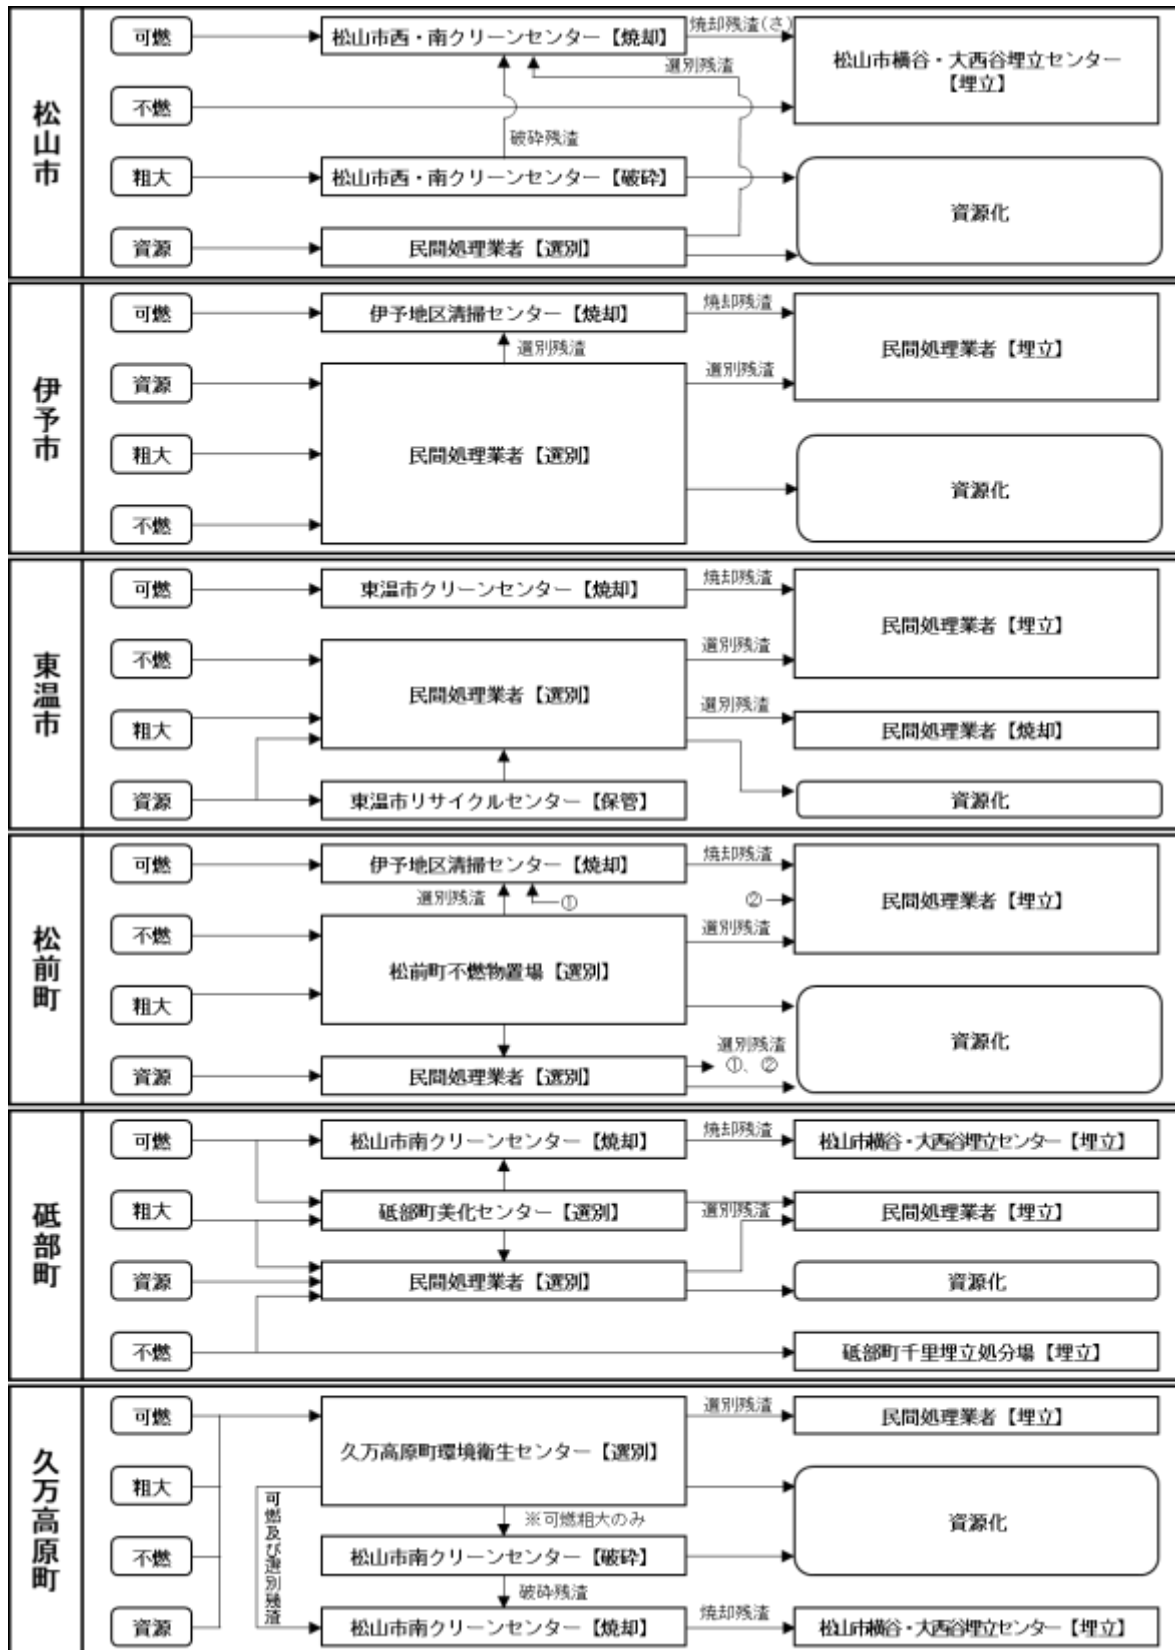 松山市
可燃
松山市西・南クリーンセンター【焼却】
焼却残渣(さ)
松山市横谷・大西谷埋立センター
【埋立】
選別残渣
不燃
破砕残渣
粗大
松山市西・南クリーンセンター【破砕】
資源化
資源
民間処理業者【選別】
伊予市
可燃
伊予地区清掃センター【焼却】
焼却残渣
民間処理業者【埋立】
選別残渣
資源
選別残渣
粗大
民間処理業者【選別】
資源化
不燃
東温市
可燃
東温市クリーンセンター【焼却】
焼却残渣
民間処理業者【埋立】
不燃
選別残渣
民間処理業者【選別】
粗大
選別残渣
民間処理業者【焼却】
資源
東温市リサイクルセンター【保管】
資源化
松前町
可燃
伊予地区清掃センター【焼却】
焼却残渣
民間処理業者【埋立】
選別残渣
①
②
不燃
選別残渣
松前町不燃物置場【選別】
粗大
資源化
選別残渣
①、②
資源
民間処理業者【選別】
砥部町
可燃
松山市南クリーンセンター【焼却】
焼却残渣
松山市横谷・大西谷埋立センター【埋立】
粗大
砥部町美化センター【選別】
選別残渣
民間処理業者【埋立】
資源
民間処理業者【選別】
資源化
不燃
砥部町千里埋立処分場【埋立】
久万高原町
可燃
選別残渣
民間処理業者【埋立】
久万高原町環境衛生センター【選別】
粗大
可燃及び選別残渣
※可燃粗大のみ
資源化
不燃
松山市南クリーンセンター【破砕】
破砕残渣
資源
松山市南クリーンセンター【焼却】
焼却残渣
松山市横谷・大西谷埋立センター【埋立】